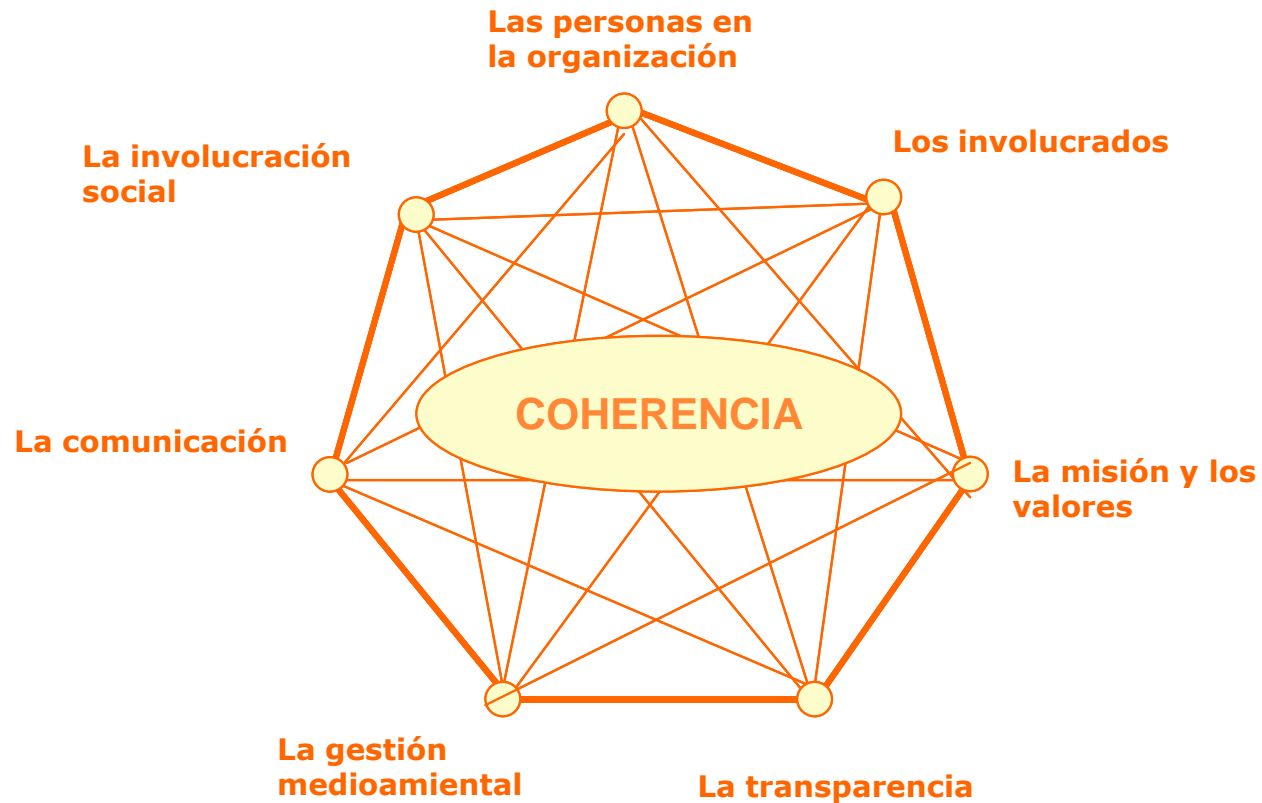 Las personas en
la organización
La involucración
social
Los involucrados
COHERENCIA
La comunicación
La misión y los
valores
La gestión
medioamiental
La transparencia